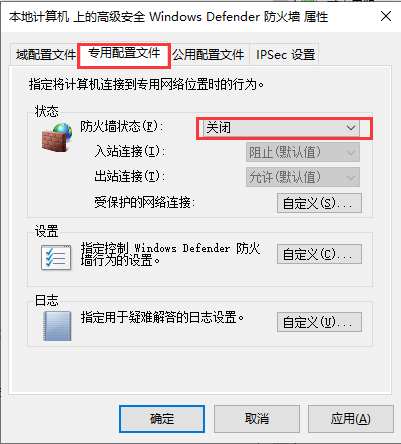 本地计算机 上的高级安全 Windows Defender 防火墙 属性
域配置文件 专用配置文件 公用配置文件 IPSec 设置
指定将计算机连接到专用网络位置时的行为。
状态
防火墙状态(F): 关闭
入站连接(I): 阻止(默认值)
出站连接(T): 允许(默认值)
受保护的网络连接: 自定义(S)...
设置
指定控制 Windows Defender 防火
墙行为的设置。
自定义(C)...
日志
指定用于疑难解答的日志设置。 自定义(U)...
确定 取消 应用(A)